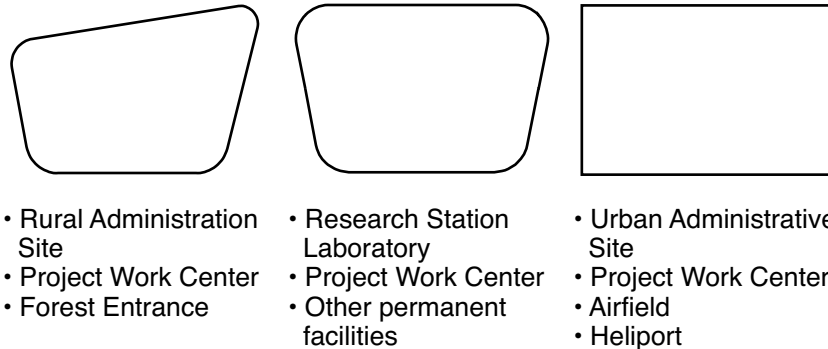 • Rural Administration
Site
• Project Work Center
• Forest Entrance
• Research Station
Laboratory
• Project Work Center
• Other permanent
facilities
• Urban Administrative
Site
• Project Work Center
• Airfield
• Heliport